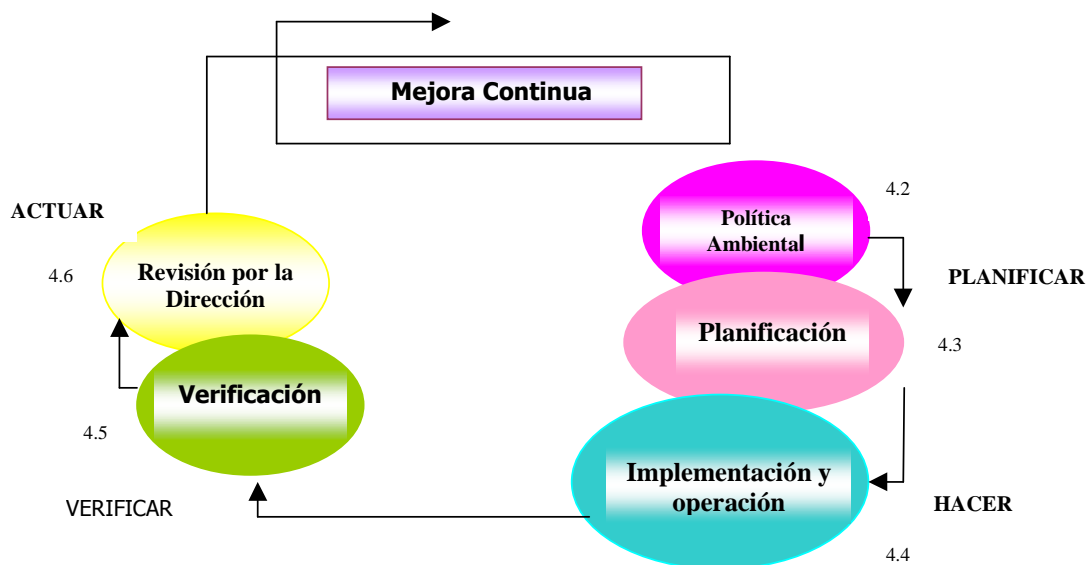 Mejora Continua
4.2
ACTUAR
Política
Ambiental
4.6
Revisión por la
Dirección
PLANIFICAR
Planificación
4.3
Verificación
4.5
Implementación y
operación
VERIFICAR
HACER
4.4